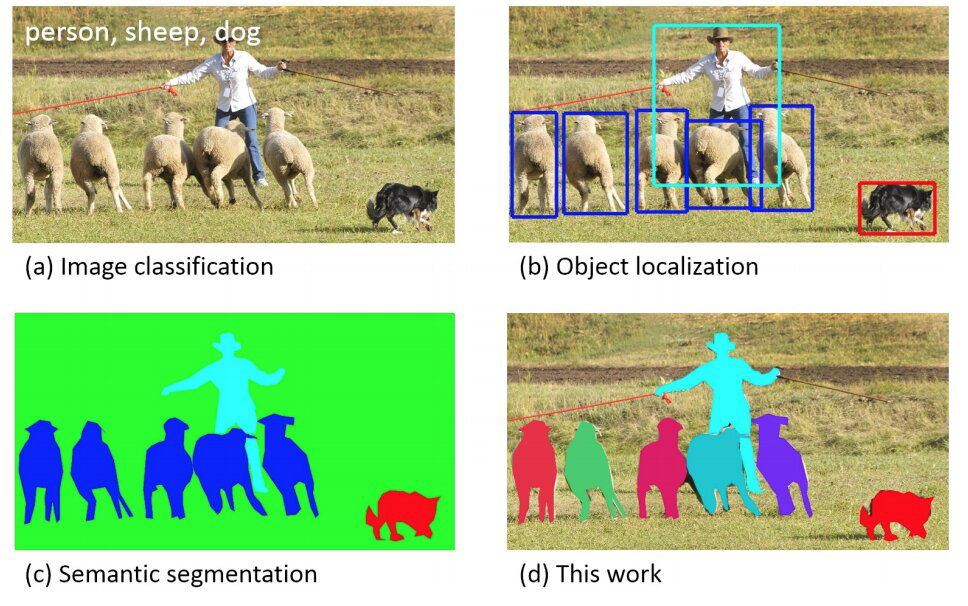 person, sheep, dog
(a) Image classification
(b) Object localization
(c) Semantic segmentation
(d) This work